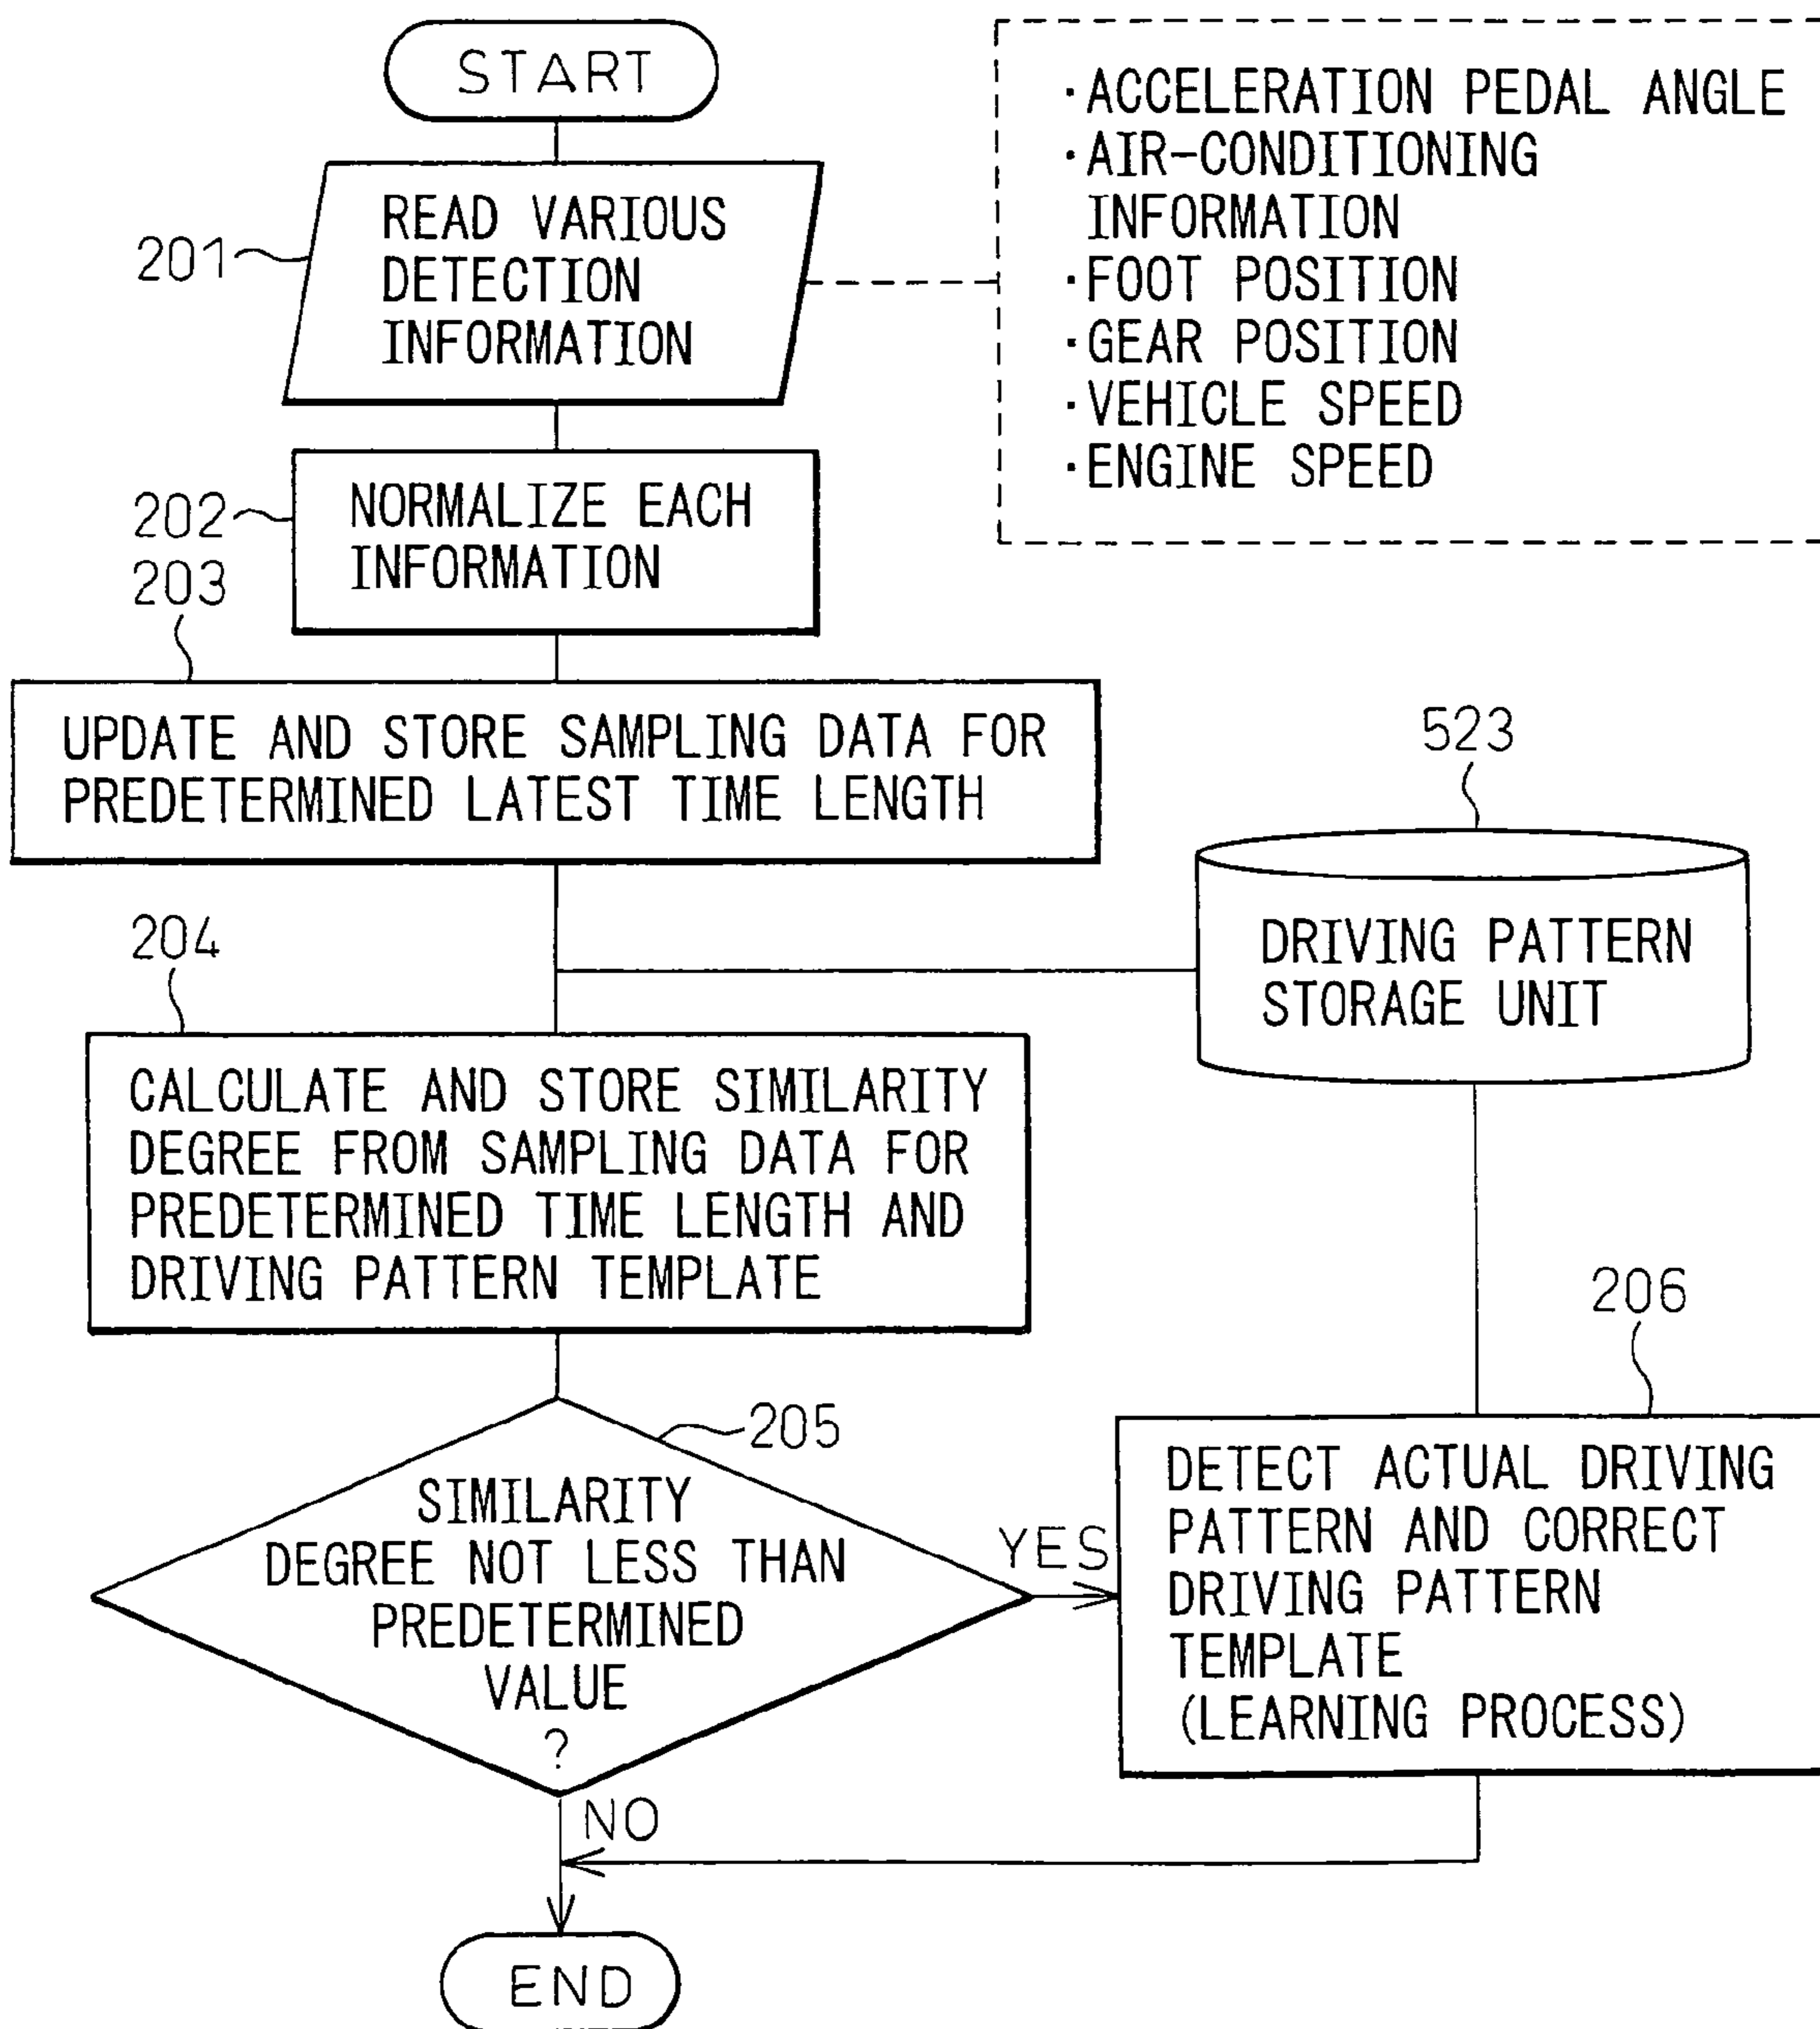 START
·ACCELERATION PEDAL ANGLE
·AIR-CONDITIONING
INFORMATION
·FOOT POSITION
·GEAR POSITION
·VEHICLE SPEED
·ENGINE SPEED
201
READ VARIOUS
DETECTION
INFORMATION
202
NORMALIZE EACH
INFORMATION
203
UPDATE AND STORE SAMPLING DATA FOR
PREDETERMINED LATEST TIME LENGTH
523
DRIVING PATTERN
STORAGE UNIT
204
CALCULATE AND STORE SIMILARITY
DEGREE FROM SAMPLING DATA FOR
PREDETERMINED TIME LENGTH AND
DRIVING PATTERN TEMPLATE
205
SIMILARITY
DEGREE NOT LESS THAN
PREDETERMINED
VALUE
?
YES
206
DETECT ACTUAL DRIVING
PATTERN AND CORRECT
DRIVING PATTERN
TEMPLATE
(LEARNING PROCESS)
NO
END